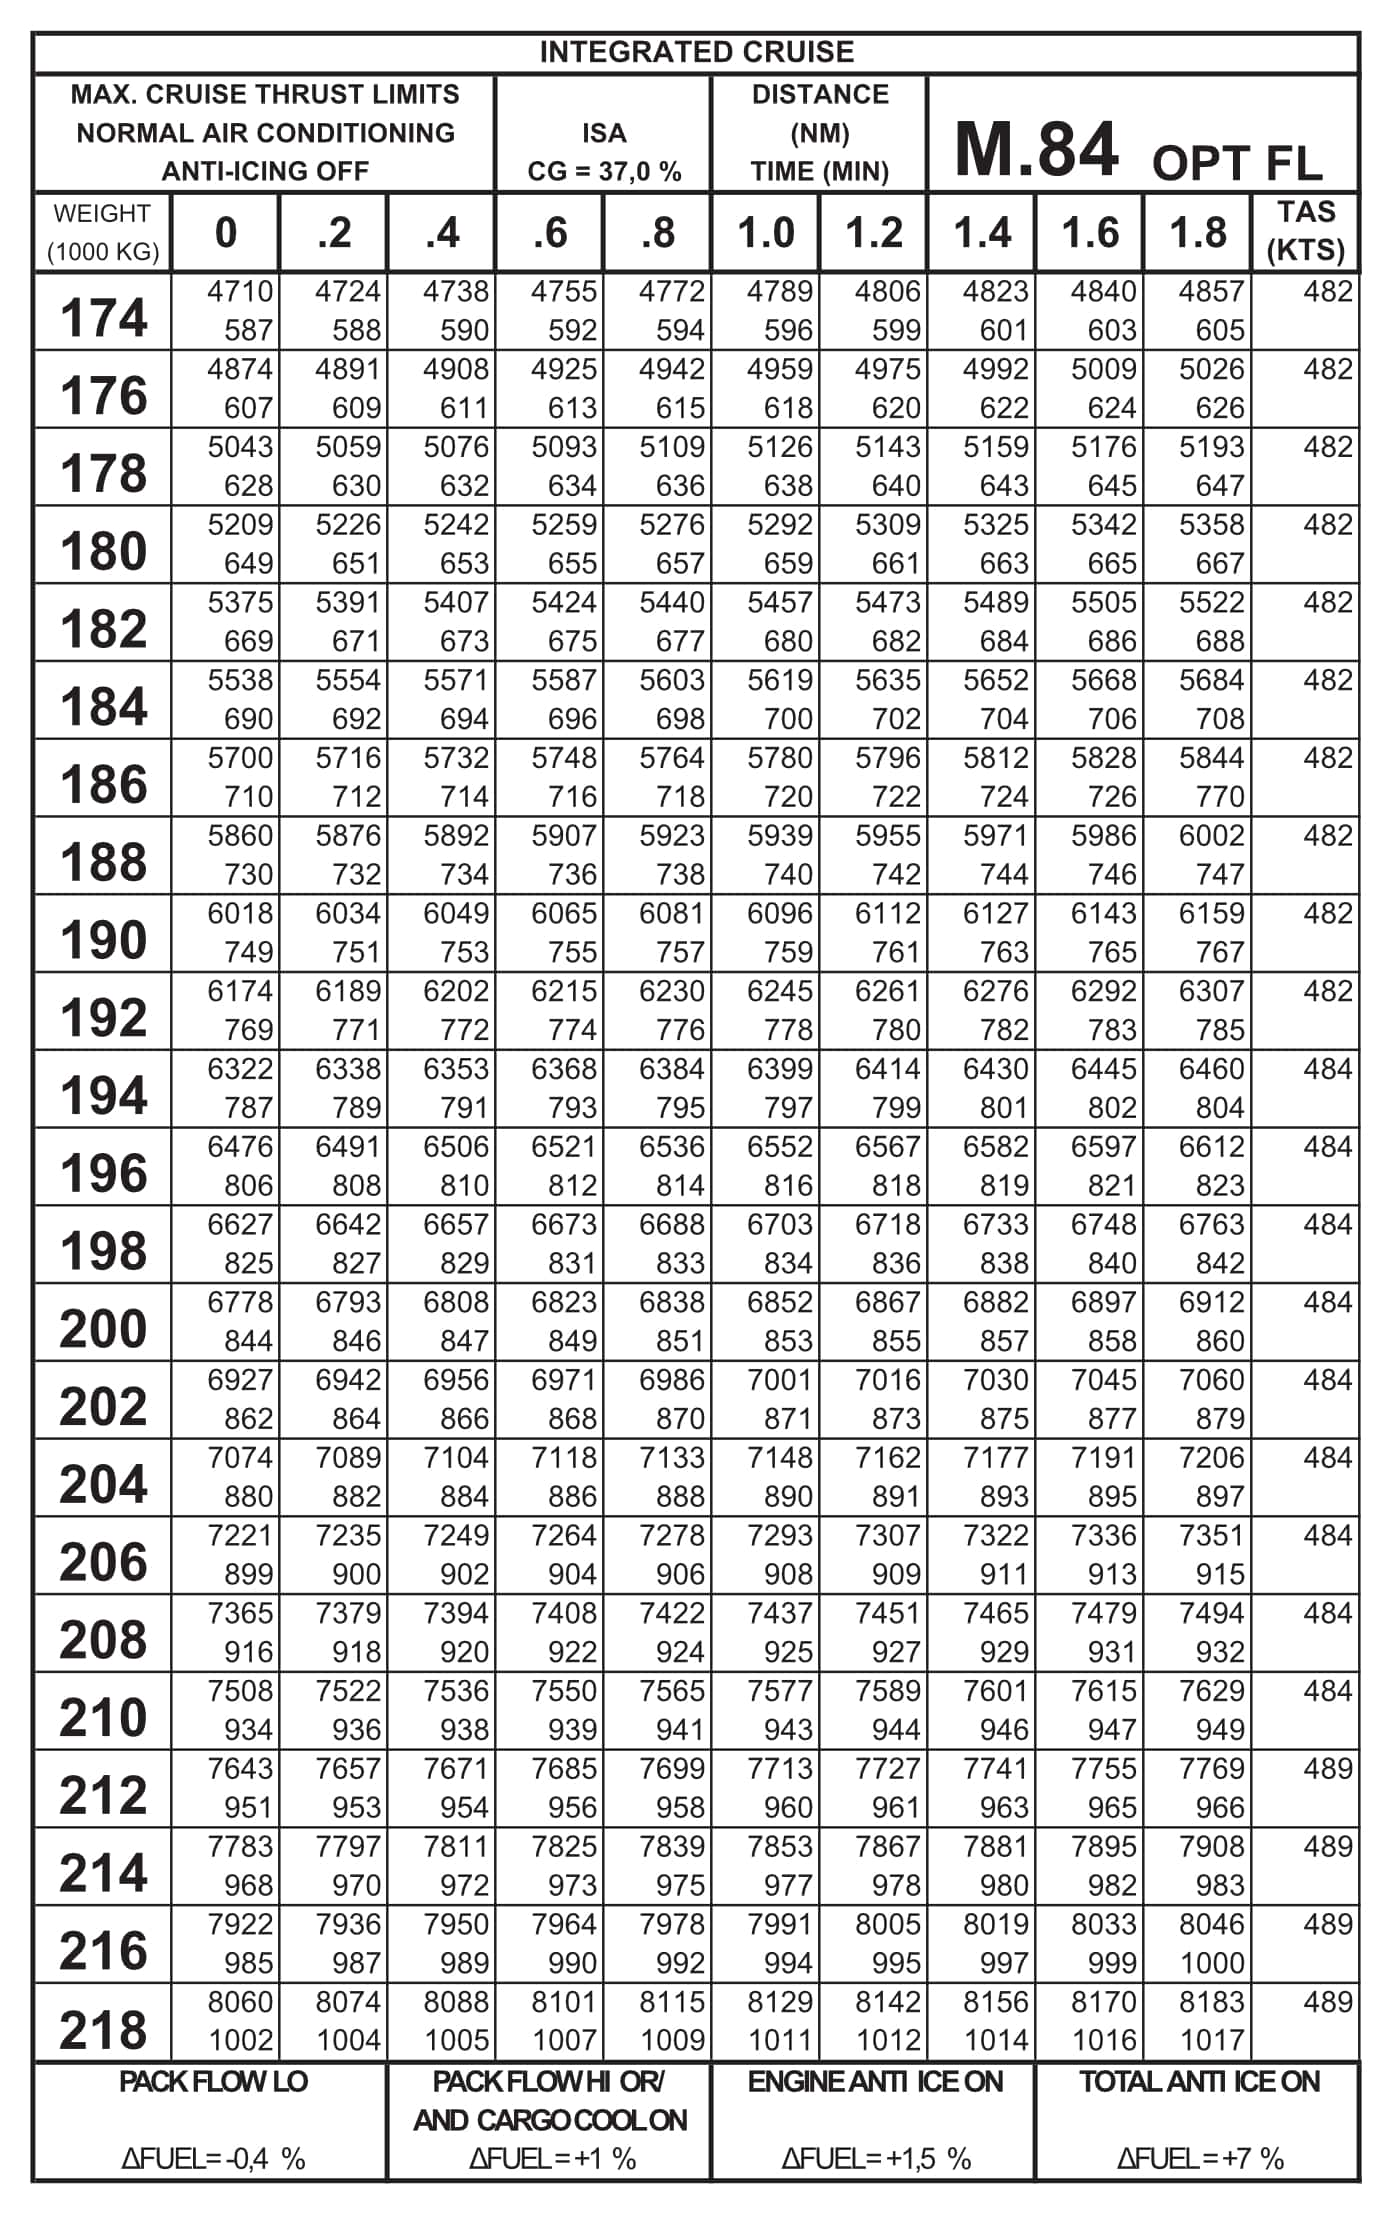 INTEGRATED CRUISE
MAX. CRUISE THRUST LIMITS
NORMAL AIR CONDITIONING
ANTI-ICING OFF
ISA
CG = 37,0 %
DISTANCE
(NM)
TIME (MIN)
M.84 OPT FL
WEIGHT
(1000 KG)
0 .2 .4 .6 .8 1.0 1.2 1.4 1.6 1.8
TAS
(KTS)
174
4710 4724 4738 4755 4772 4789 4806 4823 4840 4857 482
587 588 590 592 594 596 599 601 603 605
176
4874 4891 4908 4925 4942 4959 4975 4992 5009 5026 482
607 609 611 613 615 618 620 622 624 626
178
5043 5059 5076 5093 5109 5126 5143 5159 5176 5193 482
628 630 632 634 636 638 640 643 645 647
180
5209 5226 5242 5259 5276 5292 5309 5325 5342 5358 482
649 651 653 655 657 659 661 663 665 667
182
5375 5391 5407 5424 5440 5457 5473 5489 5505 5522 482
669 671 673 675 677 680 682 684 686 688
184
5538 5554 5571 5587 5603 5619 5635 5652 5668 5684 482
690 692 694 696 698 700 702 704 706 708
186
5700 5716 5732 5748 5764 5780 5796 5812 5828 5844 482
710 712 714 716 718 720 722 724 726 770
188
5860 5876 5892 5907 5923 5939 5955 5971 5986 6002 482
730 732 734 736 738 740 742 744 746 747
190
6018 6034 6049 6065 6081 6096 6112 6127 6143 6159 482
749 751 753 755 757 759 761 763 765 767
192
6174 6189 6202 6215 6230 6245 6261 6276 6292 6307 482
769 771 772 774 776 778 780 782 783 785
194
6322 6338 6353 6368 6384 6399 6414 6430 6445 6460 484
787 789 791 793 795 797 799 801 802 804
196
6476 6491 6506 6521 6536 6552 6567 6582 6597 6612 484
806 808 810 812 814 816 818 819 821 823
198
6627 6642 6657 6673 6688 6703 6718 6733 6748 6763 484
825 827 829 831 833 834 836 838 840 842
200
6778 6793 6808 6823 6838 6852 6867 6882 6897 6912 484
844 846 847 849 851 853 855 857 858 860
202
6927 6942 6956 6971 6986 7001 7016 7030 7045 7060 484
862 864 866 868 870 871 873 875 877 879
204
7074 7089 7104 7118 7133 7148 7162 7177 7191 7206 484
880 882 884 886 888 890 891 893 895 897
206
7221 7235 7249 7264 7278 7293 7307 7322 7336 7351 484
899 900 902 904 906 908 909 911 913 915
208
7365 7379 7394 7408 7422 7437 7451 7465 7479 7494 484
916 918 920 922 924 925 927 929 931 932
210
7508 7522 7536 7550 7565 7577 7589 7601 7615 7629 484
934 936 938 939 941 943 944 946 947 949
212
7643 7657 7671 7685 7699 7713 7727 7741 7755 7769 489
951 953 954 956 958 960 961 963 965 966
214
7783 7797 7811 7825 7839 7853 7867 7881 7895 7908 489
968 970 972 973 975 977 978 980 982 983
216
7922 7936 7950 7964 7978 7991 8005 8019 8033 8046 489
985 987 989 990 992 994 995 997 999 1000
218
8060 8074 8088 8101 8115 8129 8142 8156 8170 8183 489
1002 1004 1005 1007 1009 1011 1012 1014 1016 1017
PACK FLOW LO
ΔFUEL= -0,4 %
PACK FLOW HI OR/
AND CARGO COOL ON
ΔFUEL = +1 %
ENGINE ANTI ICE ON
ΔFUEL= +1,5 %
TOTAL ANTI ICE ON
ΔFUEL = +7 %